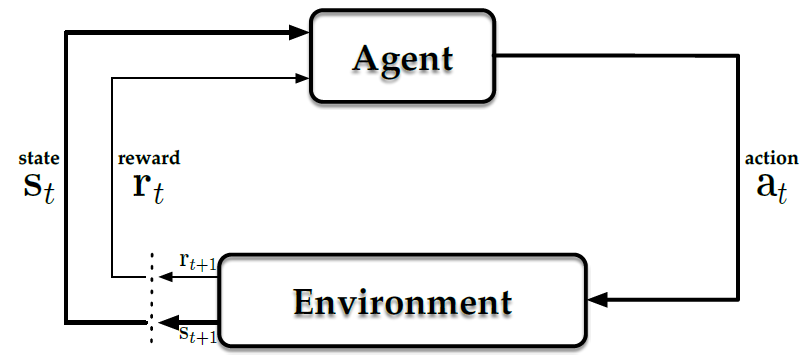 Agent
state
s_t
reward
r_t
action
a_t
r_{t+1}
Environment
s_{t+1}